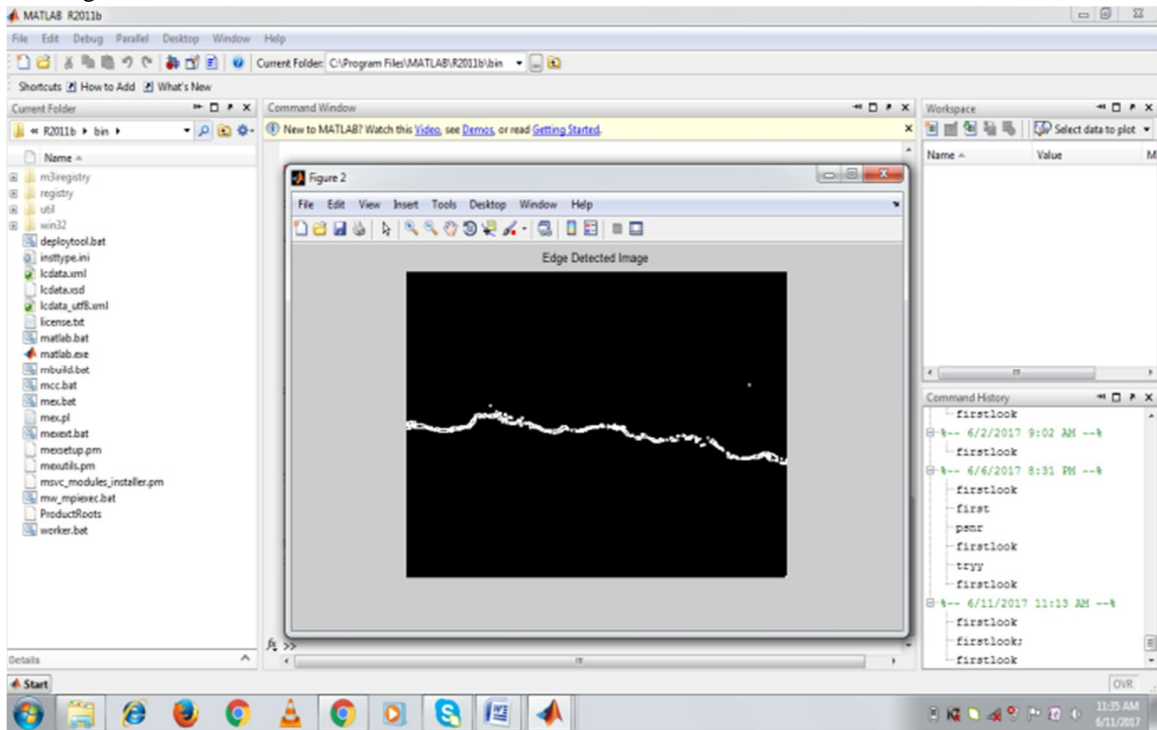 MATLAB R2011b
File Edit Debug Parallel Desktop Window Help
Current Folder: C:\Program Files\MATLAB\R2011b\bin
Shortcuts How to Add What's New
Current Folder
« R2011b ▸ bin ▸
Name
m3iregistry
registry
util
win32
deploytool.bat
insttype.ini
lcdata.xml
lcdata.xsd
lcdata_utf8.xml
license.txt
matlab.bat
matlab.exe
mbuild.bat
mcc.bat
mex.bat
mex.pl
mexext.bat
mexsetup.pm
mexutils.pm
msvc_modules_installer.pm
mw_mpiexec.bat
ProductRoots
worker.bat
Details
Command Window
New to MATLAB? Watch this Video, see Demos, or read Getting Started.
Figure 2
File Edit View Insert Tools Desktop Window Help
Edge Detected Image
fx >>
Workspace
Select data to plot
Name Value M
Command History
firstlook
%-- 6/2/2017 9:02 AM --%
firstlook
%-- 6/6/2017 8:31 PM --%
firstlook
first
psnr
firstlook
tryy
firstlook
%-- 6/11/2017 11:13 AM --%
firstlook
firstlook;
firstlook
Start
OVR
11:35 AM
6/11/2017